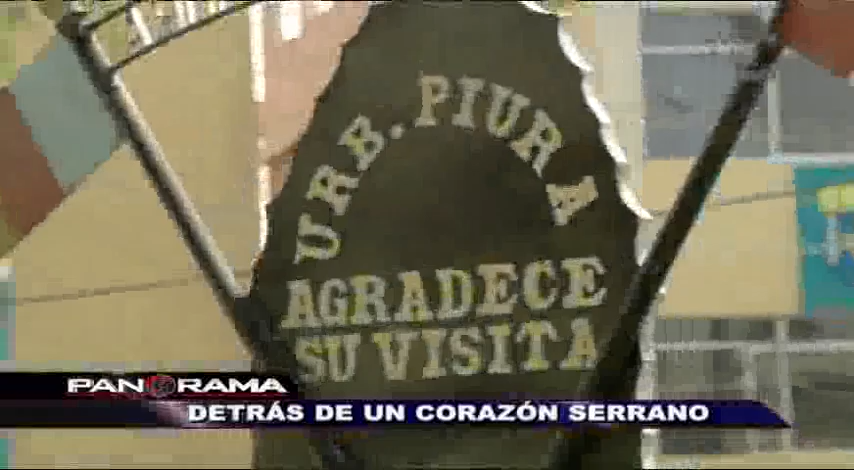 URB. PIURA
AGRADECE
SU VISITA
PANORAMA
DETRÁS DE UN CORAZÓN SERRANO